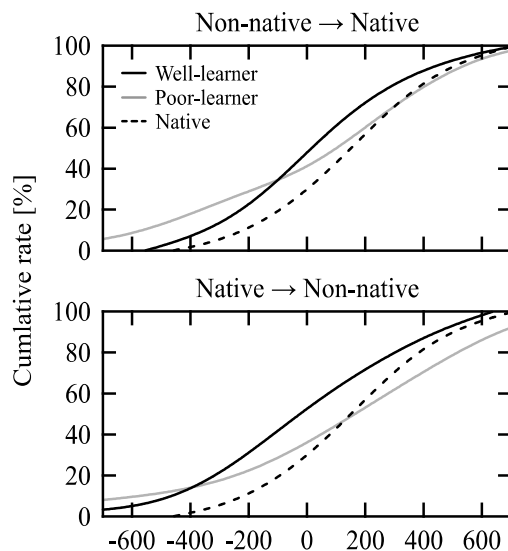 Non-native → Native
100
80
60
40
20
0
Well-learner
Poor-learner
Native
Cumlative rate [%]
Native → Non-native
100
80
60
40
20
0
-600 -400 -200 0 200 400 600